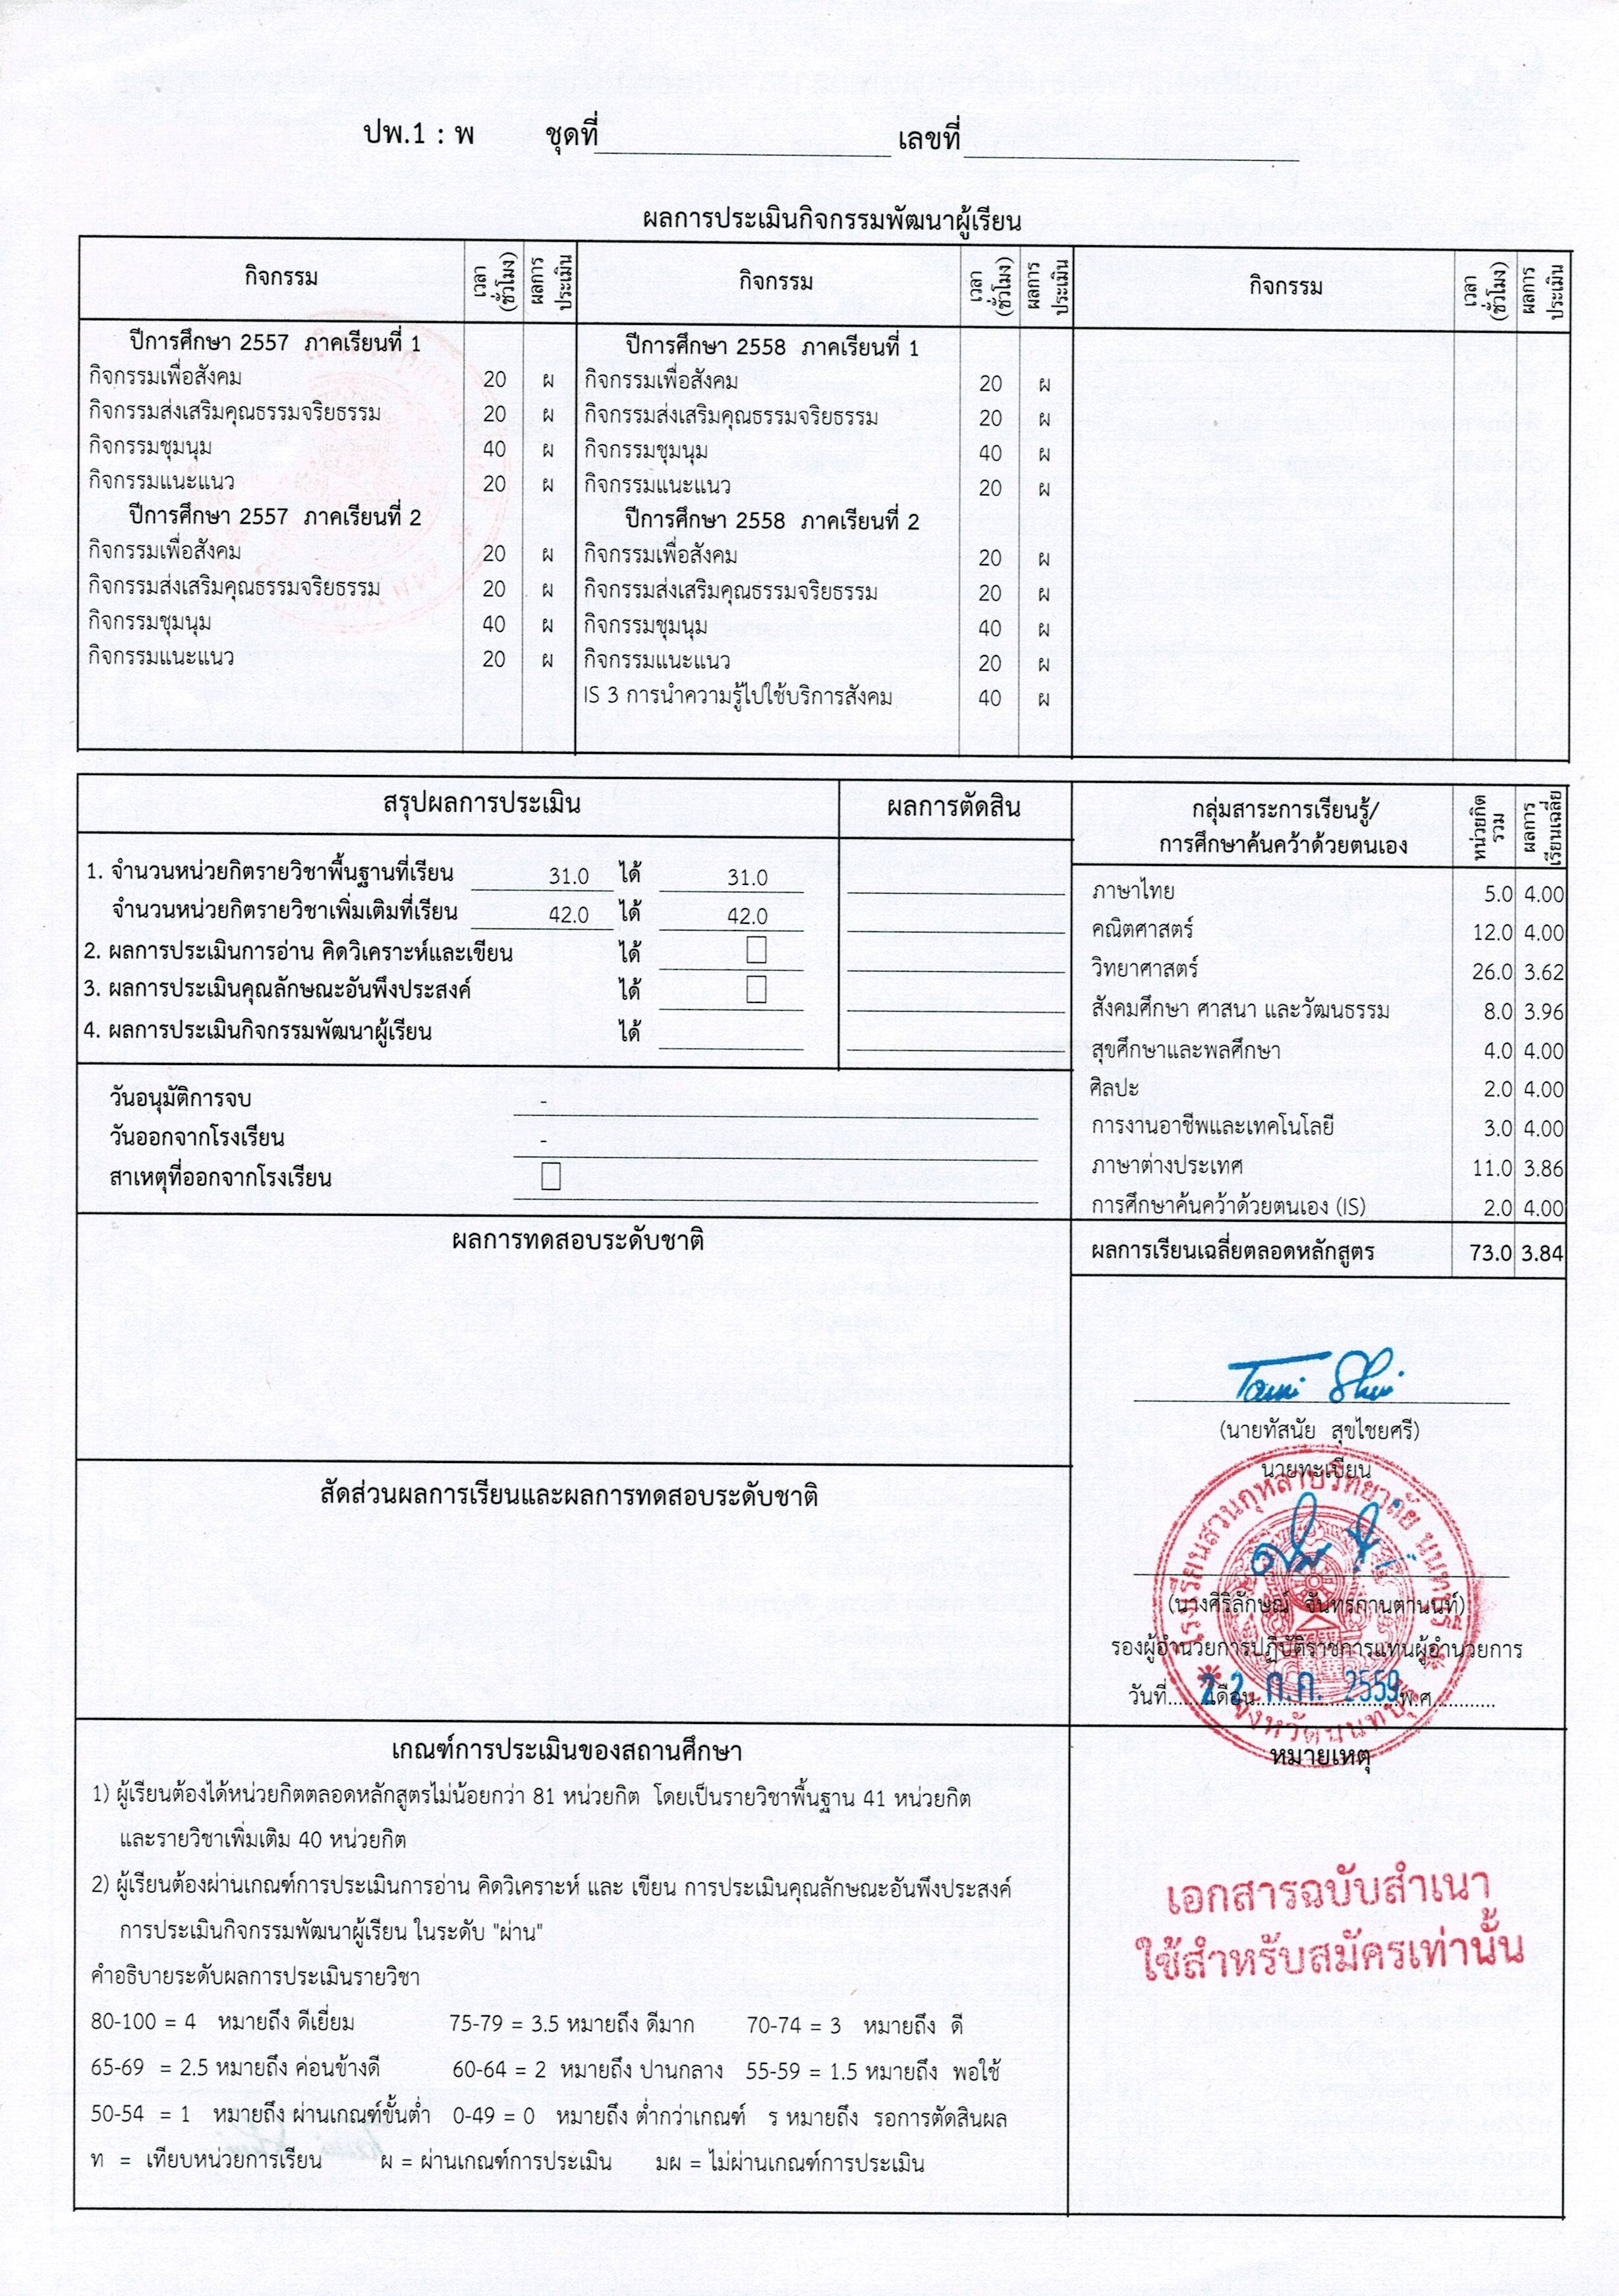 ปพ.1 : พ ชุดที่ เลขที่
ผลการประเมินกิจกรรมพัฒนาผู้เรียน
กิจกรรม เวลา (ชั่วโมง) ผลการประเมิน กิจกรรม เวลา (ชั่วโมง) ผลการประเมิน กิจกรรม เวลา (ชั่วโมง) ผลการประเมิน
ปีการศึกษา 2557 ภาคเรียนที่ 1 ปีการศึกษา 2558 ภาคเรียนที่ 1
กิจกรรมเพื่อสังคม 20 ผ กิจกรรมเพื่อสังคม 20 ผ
กิจกรรมส่งเสริมคุณธรรมจริยธรรม 20 ผ กิจกรรมส่งเสริมคุณธรรมจริยธรรม 20 ผ
กิจกรรมชุมนุม 40 ผ กิจกรรมชุมนุม 40 ผ
กิจกรรมแนะแนว 20 ผ กิจกรรมแนะแนว 20 ผ
ปีการศึกษา 2557 ภาคเรียนที่ 2 ปีการศึกษา 2558 ภาคเรียนที่ 2
กิจกรรมเพื่อสังคม 20 ผ กิจกรรมเพื่อสังคม 20 ผ
กิจกรรมส่งเสริมคุณธรรมจริยธรรม 20 ผ กิจกรรมส่งเสริมคุณธรรมจริยธรรม 20 ผ
กิจกรรมชุมนุม 40 ผ กิจกรรมชุมนุม 40 ผ
กิจกรรมแนะแนว 20 ผ กิจกรรมแนะแนว 20 ผ
IS 3 การนำความรู้ไปใช้บริการสังคม 40 ผ
สรุปผลการประเมิน ผลการตัดสิน
1. จำนวนหน่วยกิตรายวิชาพื้นฐานที่เรียน 31.0 ได้ 31.0
จำนวนหน่วยกิตรายวิชาเพิ่มเติมที่เรียน 42.0 ได้ 42.0
2. ผลการประเมินการอ่าน คิดวิเคราะห์และเขียน ได้
3. ผลการประเมินคุณลักษณะอันพึงประสงค์ ได้
4. ผลการประเมินกิจกรรมพัฒนาผู้เรียน ได้
วันอนุมัติการจบ -
วันออกจากโรงเรียน -
สาเหตุที่ออกจากโรงเรียน
กลุ่มสาระการเรียนรู้/ การศึกษาค้นคว้าด้วยตนเอง หน่วยกิตรวม ผลการเรียนเฉลี่ย
ภาษาไทย 5.0 4.00
คณิตศาสตร์ 12.0 4.00
วิทยาศาสตร์ 26.0 3.62
สังคมศึกษา ศาสนา และวัฒนธรรม 8.0 3.96
สุขศึกษาและพลศึกษา 4.0 4.00
ศิลปะ 2.0 4.00
การงานอาชีพและเทคโนโลยี 3.0 4.00
ภาษาต่างประเทศ 11.0 3.86
การศึกษาค้นคว้าด้วยตนเอง (IS) 2.0 4.00
ผลการเรียนเฉลี่ยตลอดหลักสูตร 73.0 3.84
ผลการทดสอบระดับชาติ
สัดส่วนผลการเรียนและผลการทดสอบระดับชาติ
(นายทัสนัย สุขไชยศรี)
นายทะเบียน
โรงเรียนสวนกุหลาบวิทยาลัย นนทบุรี
(นางศิริลักษณ์ จันทรกานตานนท์)
รองผู้อำนวยการปฏิบัติราชการแทนผู้อำนวยการ
วันที่......เดือน....................พ.ศ...........
ก.ค. 2559
จังหวัดนนทบุรี
เกณฑ์การประเมินของสถานศึกษา
1) ผู้เรียนต้องได้หน่วยกิตตลอดหลักสูตรไม่น้อยกว่า 81 หน่วยกิต โดยเป็นรายวิชาพื้นฐาน 41 หน่วยกิต
และรายวิชาเพิ่มเติม 40 หน่วยกิต
2) ผู้เรียนต้องผ่านเกณฑ์การประเมินการอ่าน คิดวิเคราะห์ และ เขียน การประเมินคุณลักษณะอันพึงประสงค์
การประเมินกิจกรรมพัฒนาผู้เรียน ในระดับ "ผ่าน"
คำอธิบายระดับผลการประเมินรายวิชา
80-100 = 4 หมายถึง ดีเยี่ยม 75-79 = 3.5 หมายถึง ดีมาก 70-74 = 3 หมายถึง ดี
65-69 = 2.5 หมายถึง ค่อนข้างดี 60-64 = 2 หมายถึง ปานกลาง 55-59 = 1.5 หมายถึง พอใช้
50-54 = 1 หมายถึง ผ่านเกณฑ์ขั้นต่ำ 0-49 = 0 หมายถึง ต่ำกว่าเกณฑ์ ร หมายถึง รอการตัดสินผล
ท = เทียบหน่วยการเรียน ผ = ผ่านเกณฑ์การประเมิน มผ = ไม่ผ่านเกณฑ์การประเมิน
หมายเหตุ
เอกสารฉบับสำเนา
ใช้สำหรับสมัครเท่านั้น